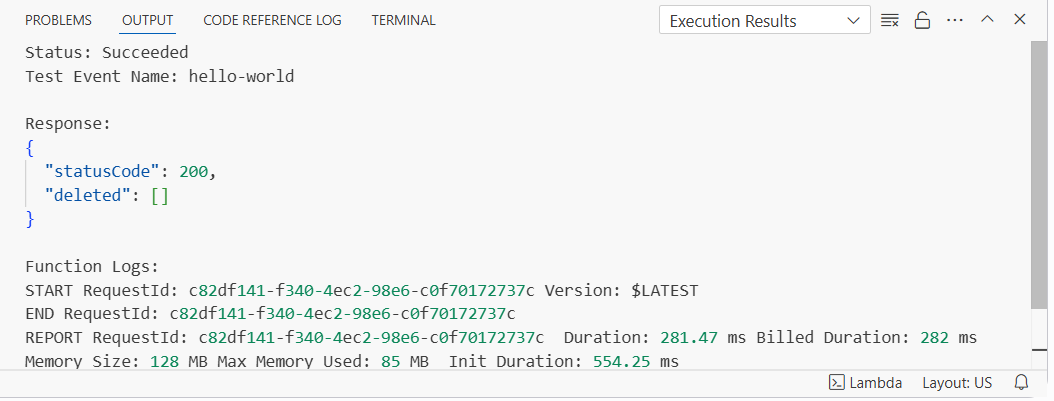 PROBLEMS OUTPUT CODE REFERENCE LOG TERMINAL Execution Results
Status: Succeeded
Test Event Name: hello-world
Response:
{
"statusCode": 200,
"deleted": []
}
Function Logs:
START RequestId: c82df141-f340-4ec2-98e6-c0f70172737c Version: $LATEST
END RequestId: c82df141-f340-4ec2-98e6-c0f70172737c
REPORT RequestId: c82df141-f340-4ec2-98e6-c0f70172737c Duration: 281.47 ms Billed Duration: 282 ms
Memory Size: 128 MB Max Memory Used: 85 MB Init Duration: 554.25 ms
Lambda Layout: US